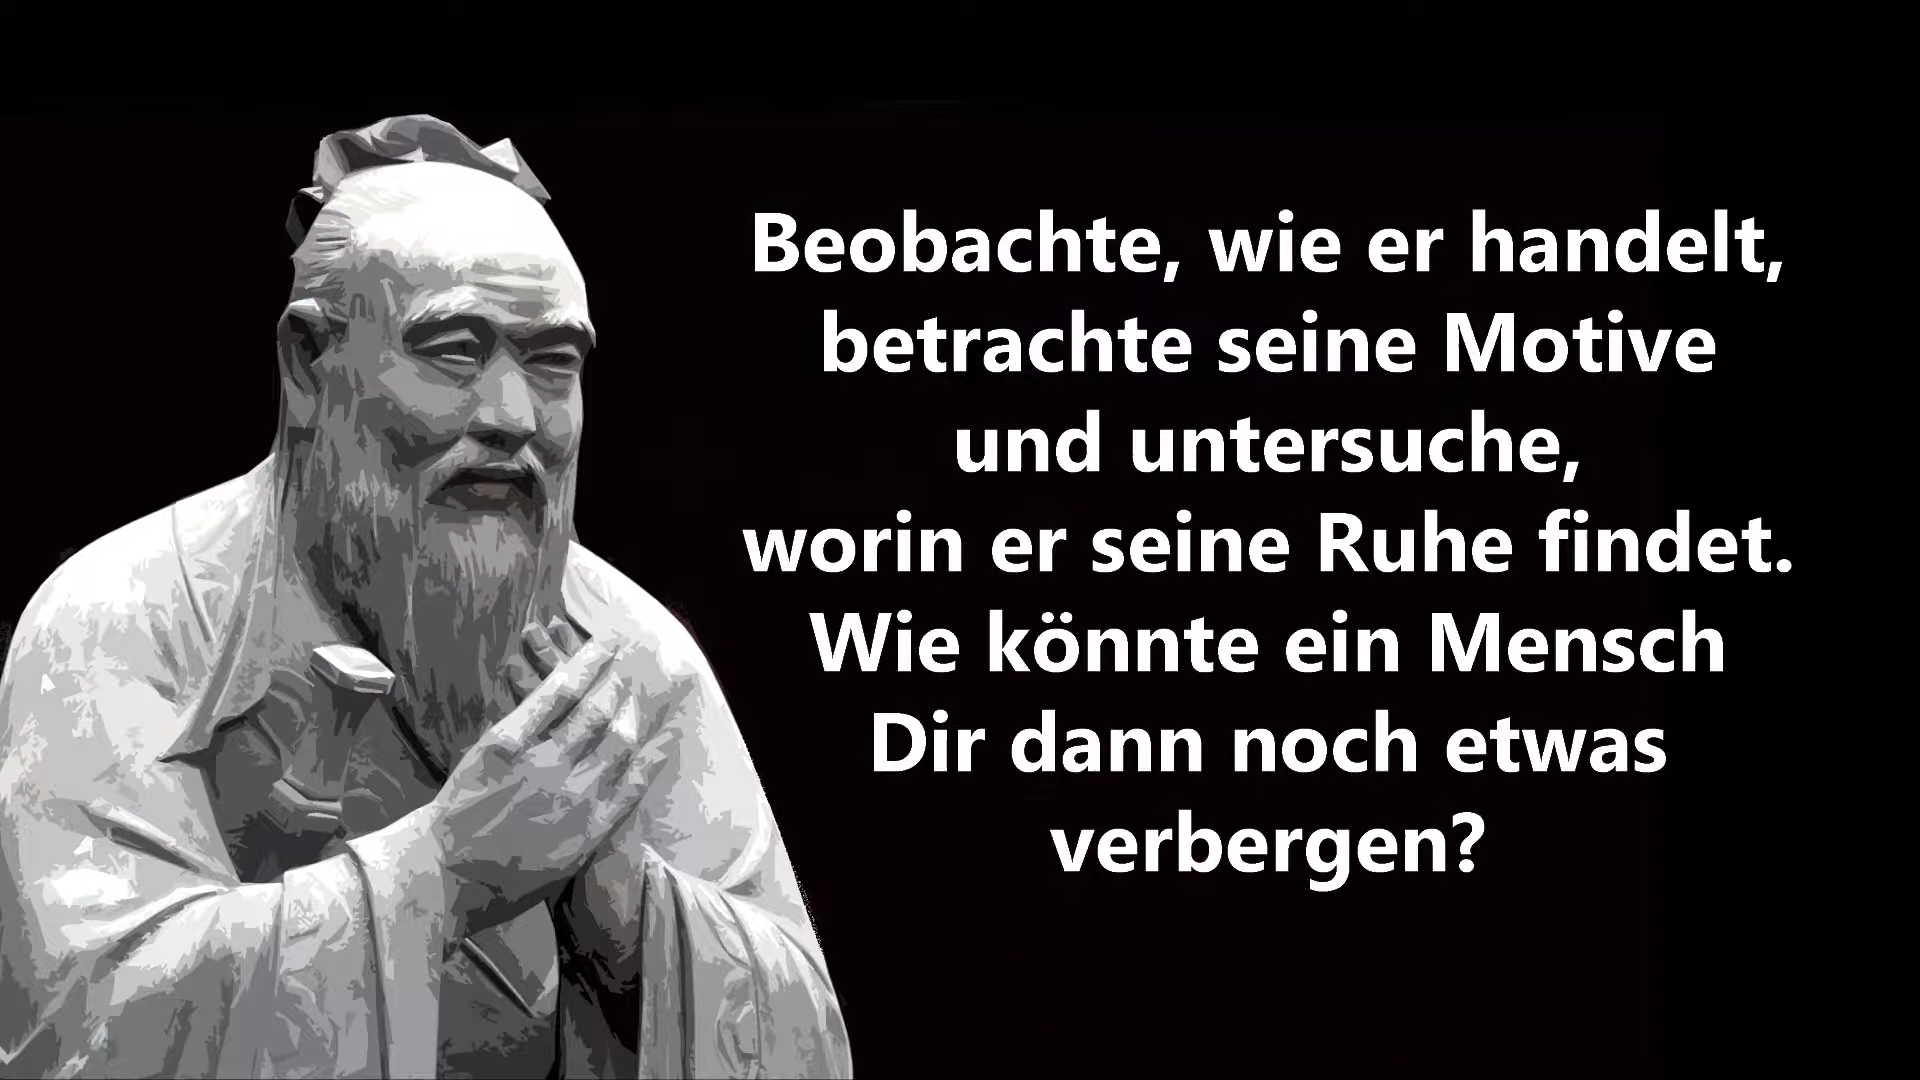 Beobachte, wie er handelt,
betrachte seine Motive
und untersuche,
worin er seine Ruhe findet.
Wie könnte ein Mensch
Dir dann noch etwas
verbergen?